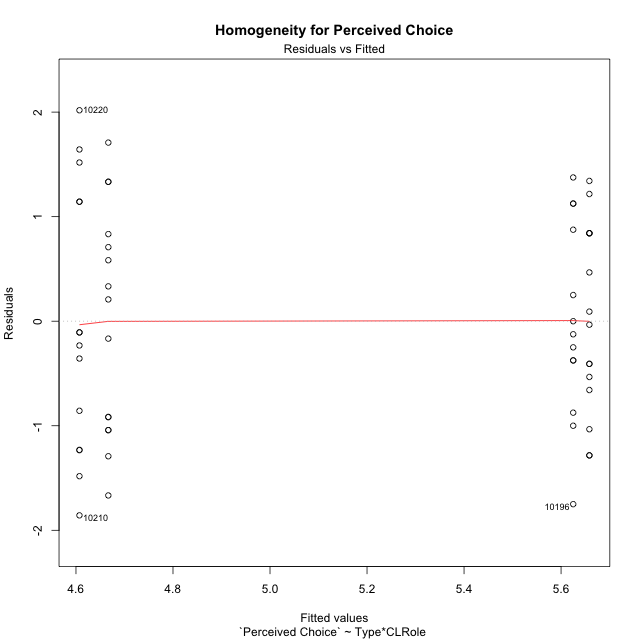 Homogeneity for Perceived Choice
Residuals vs Fitted
2
10220
1
Residuals
0
-1
10196
10210
-2
4.6 4.8 5.0 5.2 5.4 5.6
Fitted values
`Perceived Choice` ~ Type*CLRole